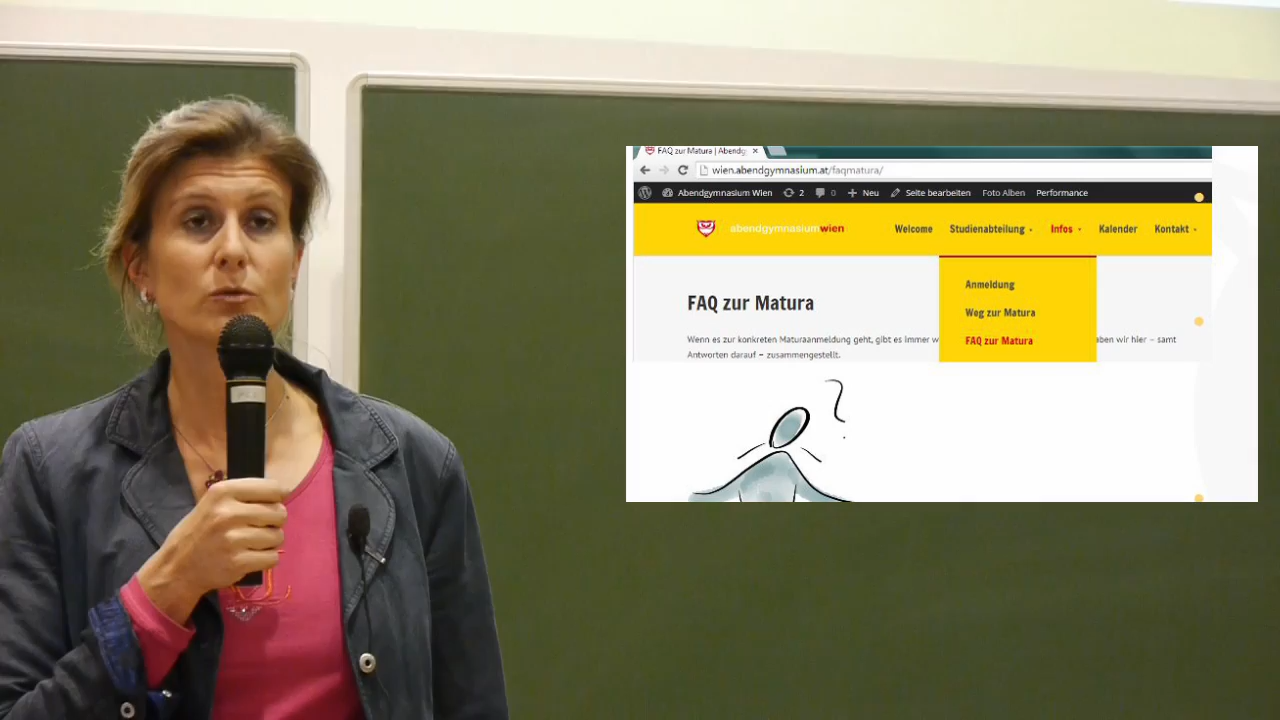 FAQ zur Matura | Abendg
wien.abendgymnasium.at/faqmatura/
Abendgymnasium Wien 2 0 Neu Seite bearbeiten Foto Alben Performance
abendgymnasiumwien Welcome Studienabteilung Infos Kalender Kontakt
Anmeldung
FAQ zur Matura
Weg zur Matura
Wenn es zur konkreten Maturaanmeldung geht, gibt es immer w
FAQ zur Matura
aben wir hier – samt
Antworten darauf – zusammengestellt.
?